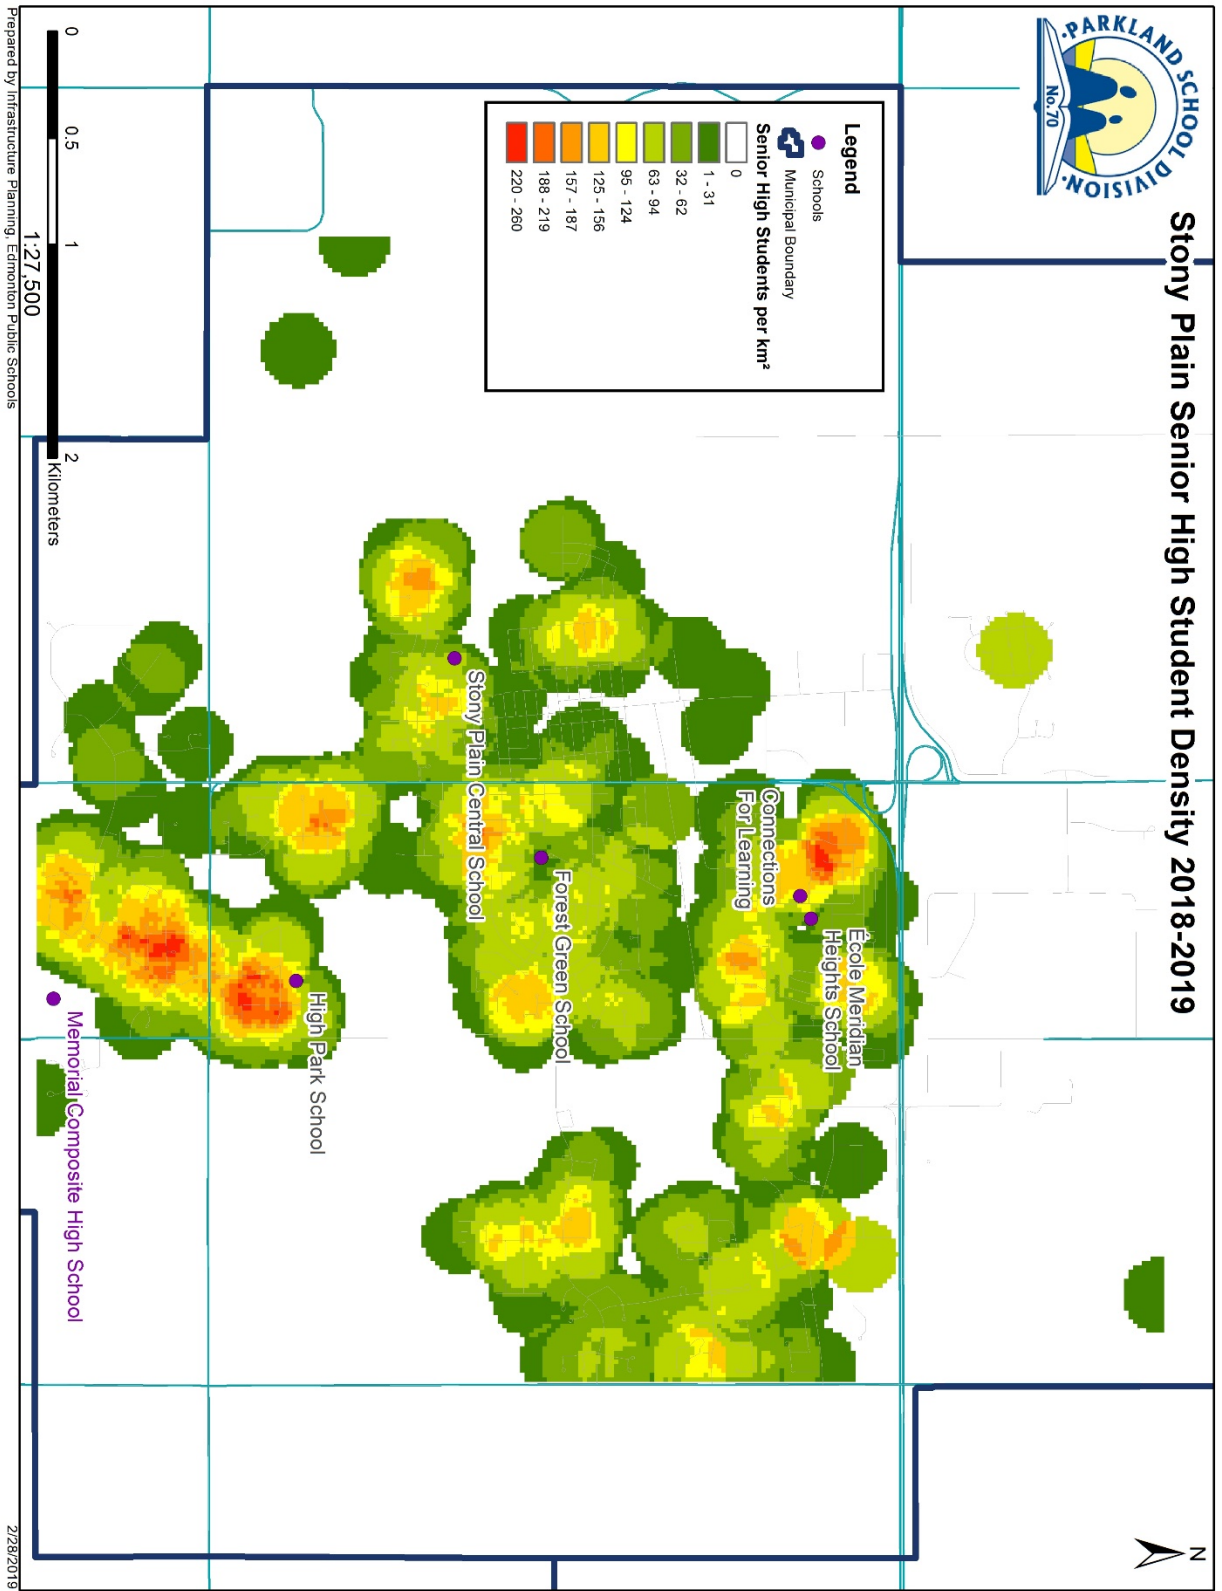 Stony Plain Senior High Student Density 2018-2019
PARKLAND SCHOOL DIVISION
No.70
N
Legend
Schools
Municipal Boundary
Senior High Students per km²
0
1 - 31
32 - 62
63 - 94
95 - 124
125 - 156
157 - 187
188 - 219
220 - 260
École Meridian
Heights School
Connections
For Learning
Forest Green School
Stony Plain Central School
High Park School
Memorial Composite High School
0
0.5
1
2
Kilometers
1:27,500
Prepared by Infrastructure Planning, Edmonton Public Schools
2/28/2019